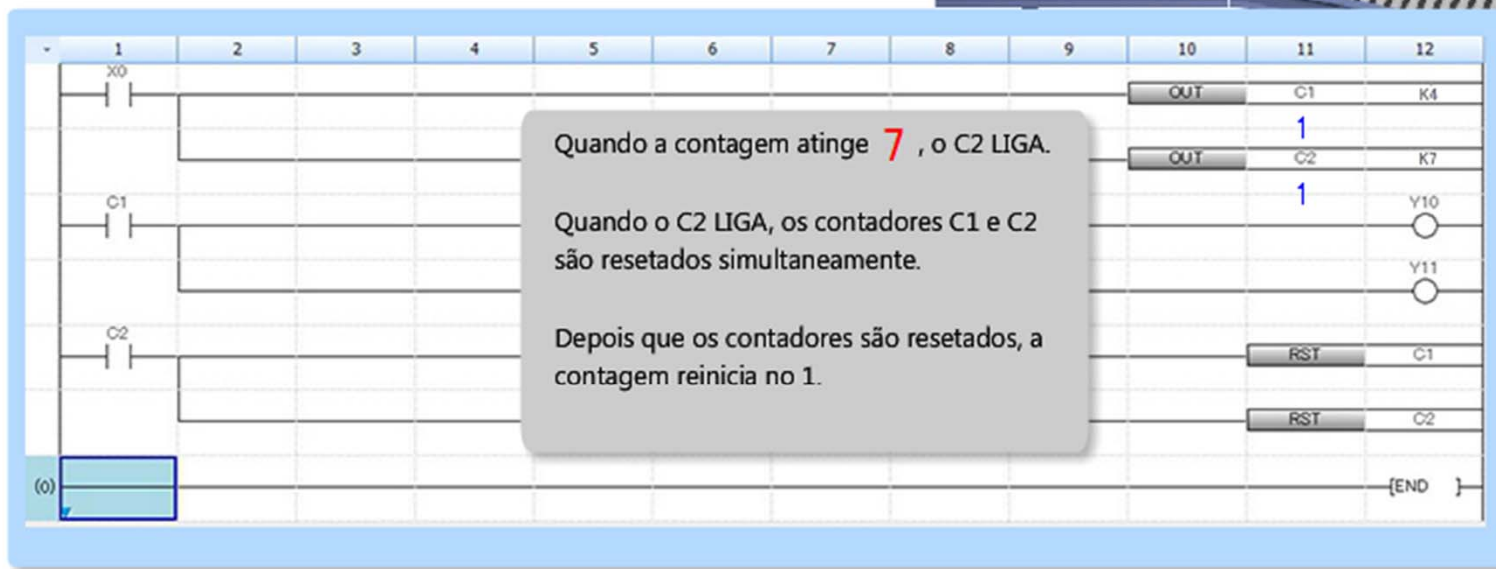 1 2 3 4 5 6 7 8 9 10 11 12
X0
OUT C1 K4
1
OUT C2 K7
1
C1
Y10
Y11
C2
RST C1
RST C2
(0)
[END ]
Quando a contagem atinge 7 , o C2 LIGA.
Quando o C2 LIGA, os contadores C1 e C2
são resetados simultaneamente.
Depois que os contadores são resetados, a
contagem reinicia no 1.